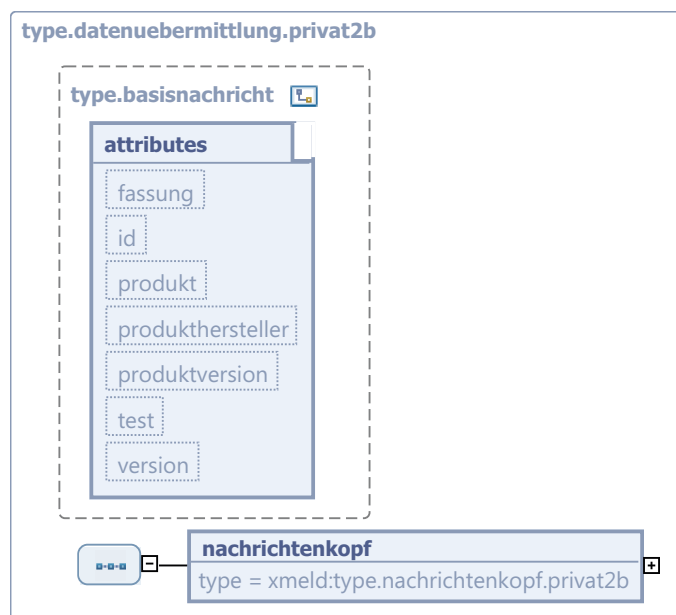 type.datenuebermittlung.privat2b
type.basisnachricht
attributes
fassung
id
produkt
produkthersteller
produktversion
test
version
nachrichtenkopf
type = xmeld:type.nachrichtenkopf.privat2b